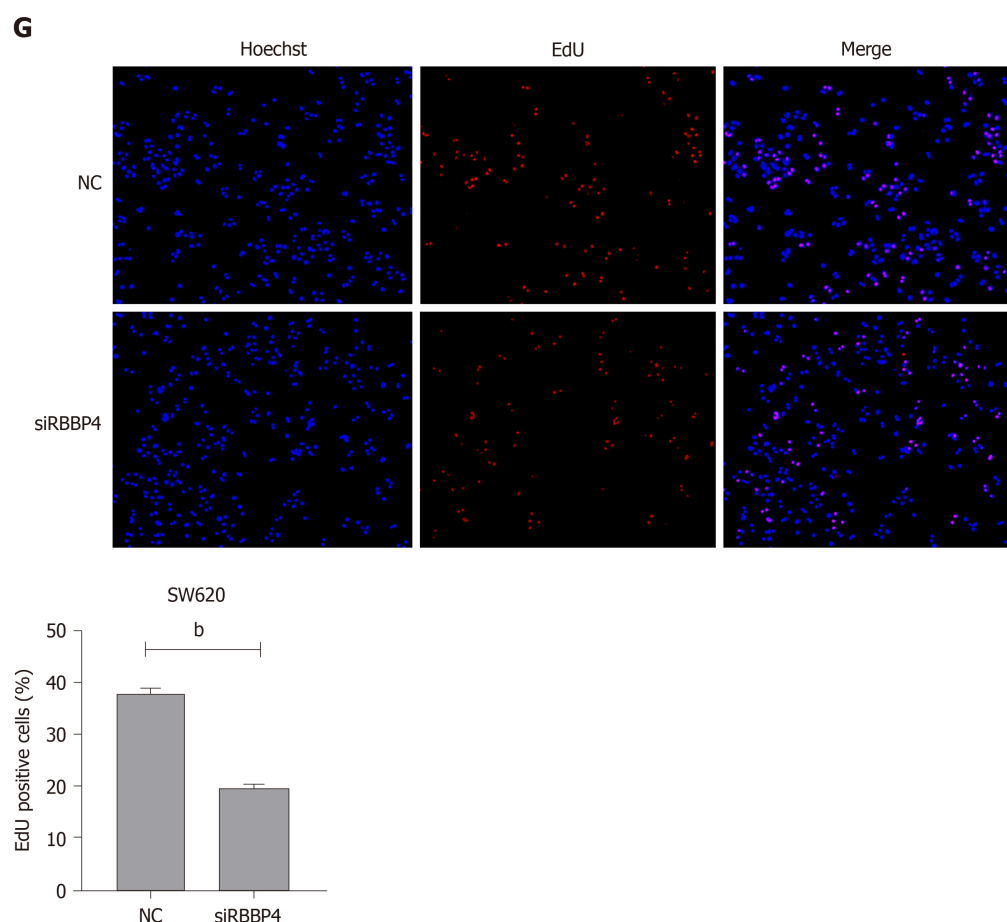 G
Hoechst EdU Merge
NC
siRBBP4
SW620
b
EdU positive cells (%)
50
40
30
20
10
0
NC siRBBP4